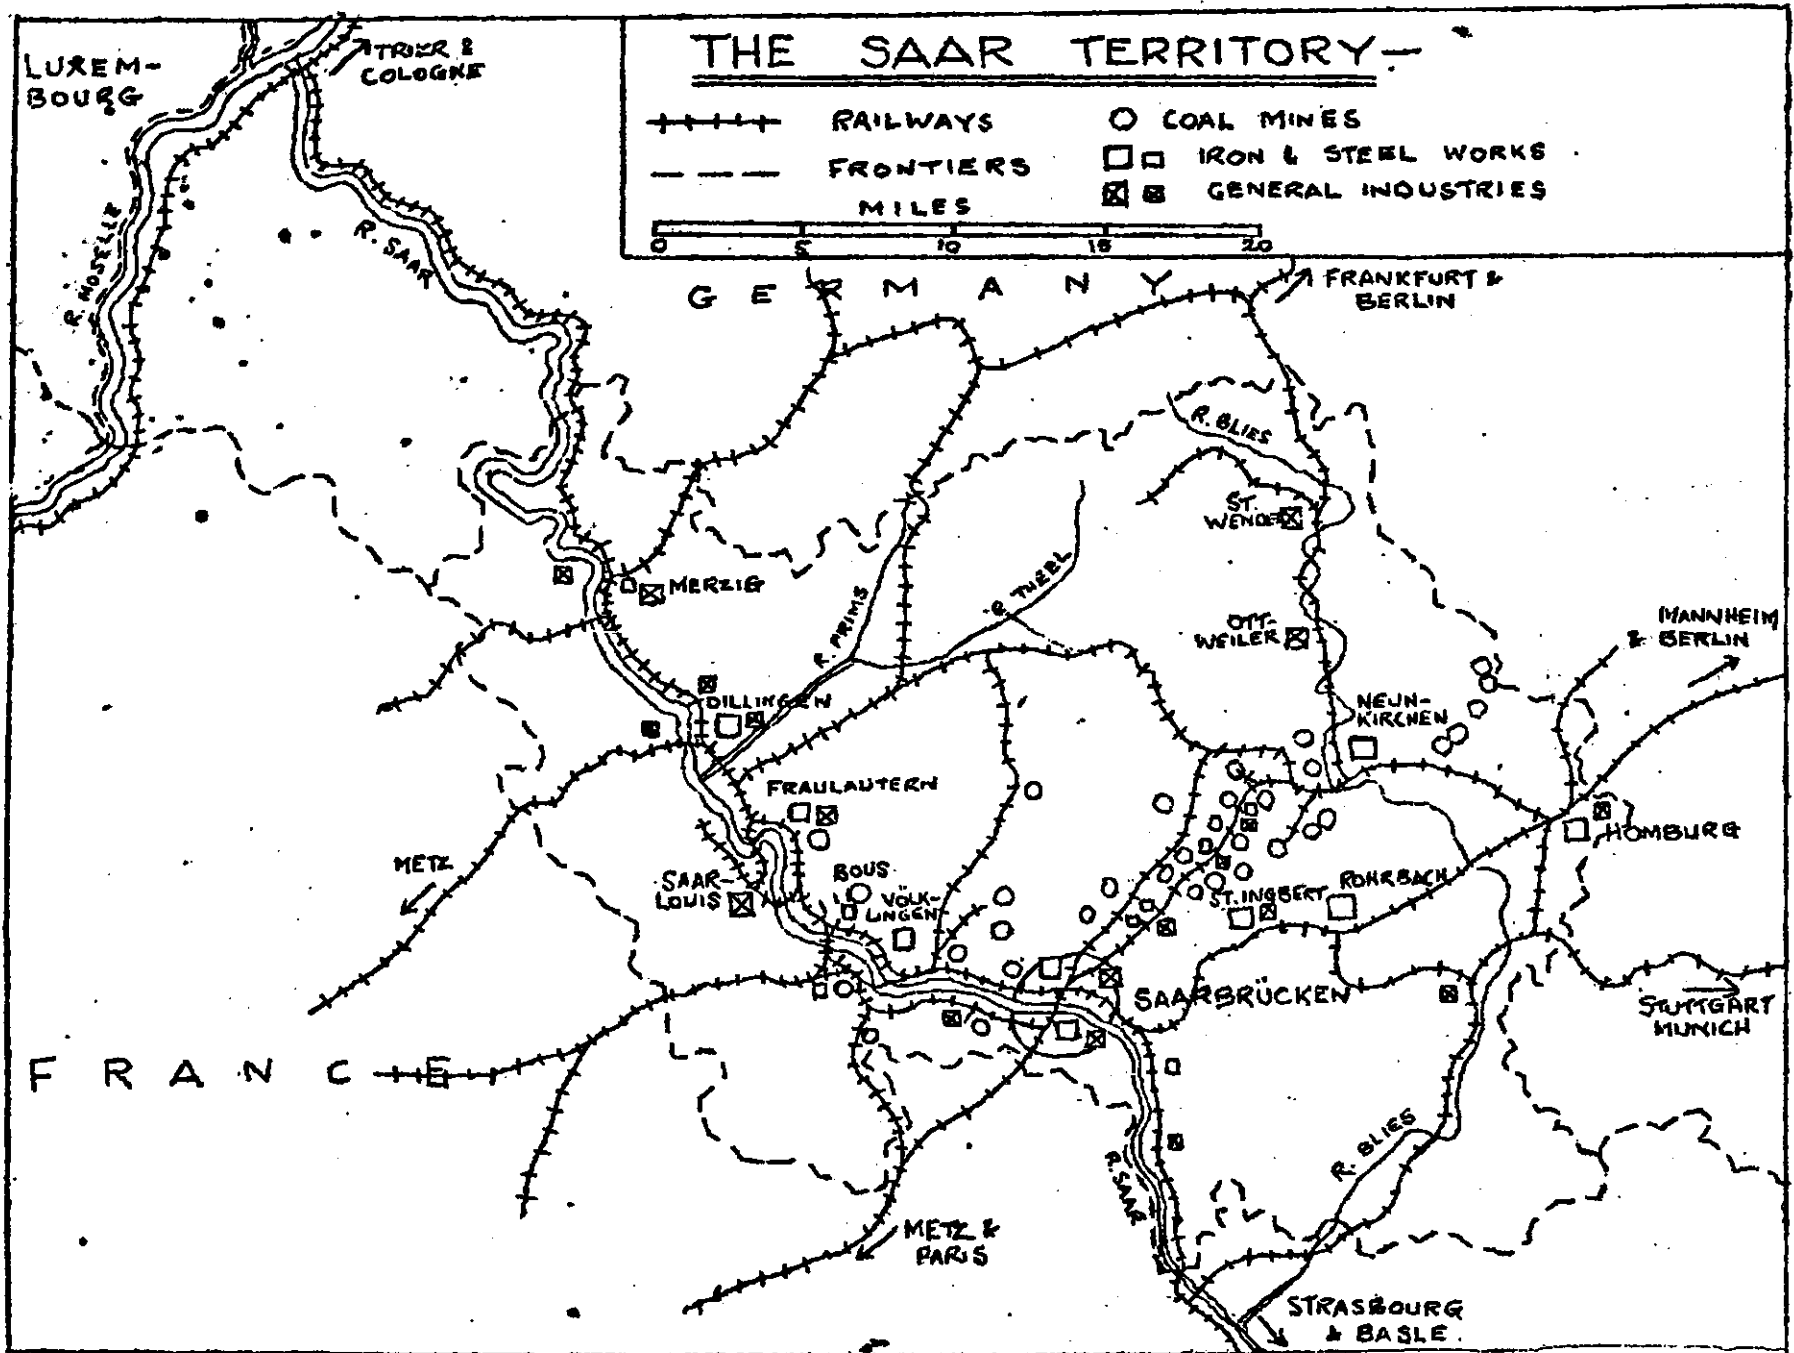 THE SAAR TERRITORY
RAILWAYS
FRONTIERS
MILES
0 5 10 15 20
COAL MINES
IRON & STEEL WORKS
GENERAL INDUSTRIES
LUXEM-
BOURG
TRIER &
COLOGNE
R. MOSELLE
R. SAAR
GERMANY
FRANKFURT &
BERLIN
R. BLIES
ST.
WENDEL
MERZIG
R. PRIMS
R. THEEL
OTT-
WEILER
MANNHEIM
& BERLIN
DILLINGEN
NEUN-
KIRCHEN
FRAULAUTERN
HOMBURG
METZ
SAAR-
LOUIS
BOUS
VÖLK-
LINGEN
ST. INGBERT
ROHRBACH
SAARBRÜCKEN
STUTTGART
MUNICH
FRANCE
R. BLIES
R. SAAR
METZ &
PARIS
STRASBOURG
& BASLE.